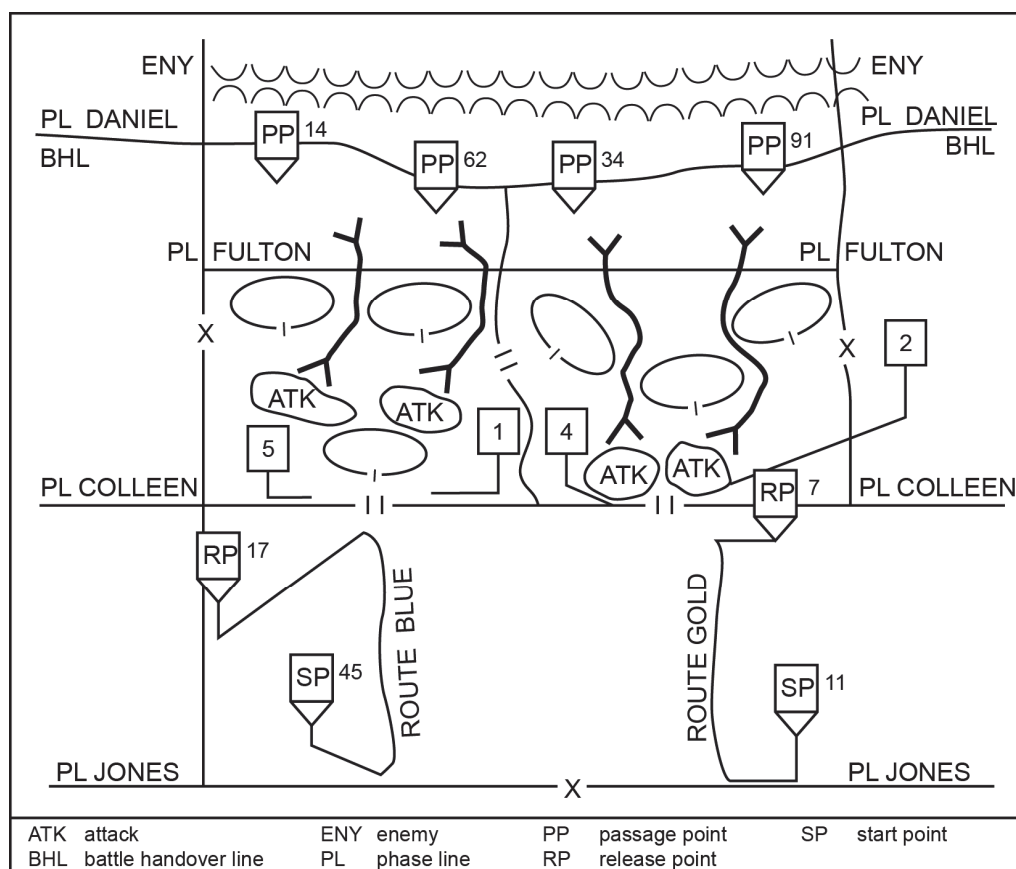 ENY ENY
PL DANIEL PL DANIEL
BHL BHL
PP 14
PP 62
PP 34
PP 91
PL FULTON PL FULTON
X X
2
ATK ATK
5 1 4
ATK ATK
PL COLLEEN PL COLLEEN
RP 7
RP 17
ROUTE BLUE
ROUTE GOLD
SP 45
SP 11
PL JONES PL JONES
X
ATK attack ENY enemy PP passage point SP start point
BHL battle handover line PL phase line RP release point